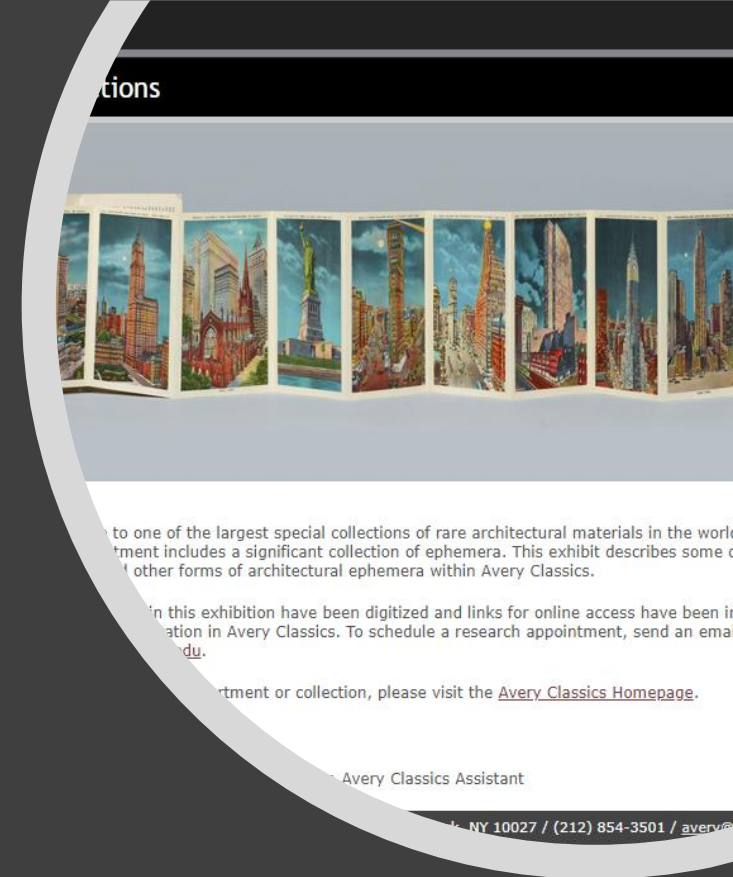 tions
to one of the largest special collections of rare architectural materials in the world
tment includes a significant collection of ephemera. This exhibit describes some
other forms of architectural ephemera within Avery Classics.
in this exhibition have been digitized and links for online access have been
ation in Avery Classics. To schedule a research appointment, send an emai
du.
rtment or collection, please visit the Avery Classics Homepage.
Avery Classics Assistant
NY 10027 / (212) 854-3501 / avery@